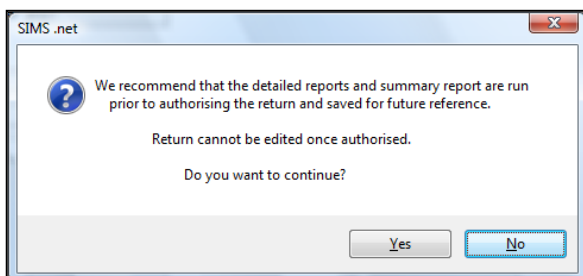 SIMS .net
We recommend that the detailed reports and summary report are run
prior to authorising the return and saved for future reference.
Return cannot be edited once authorised.
Do you want to continue?
Yes
No